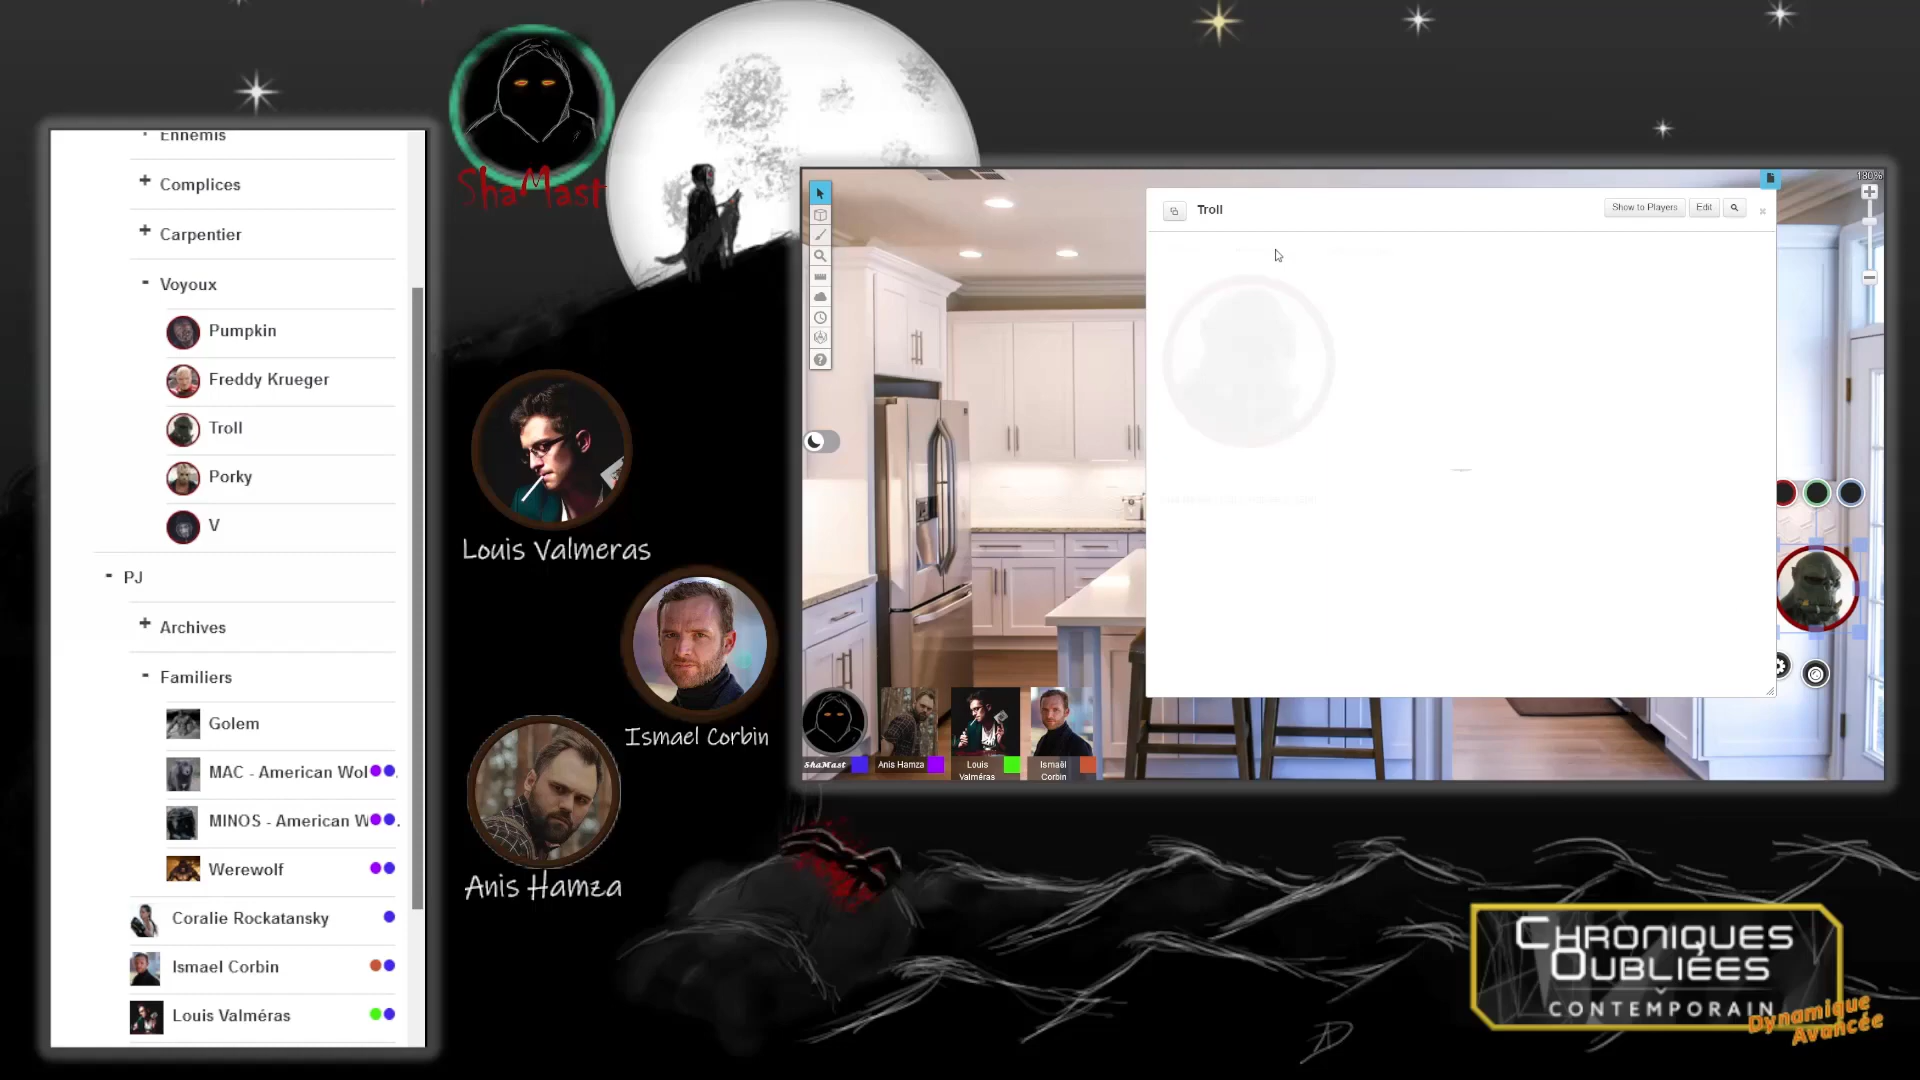 Ennemis
+ Complices
+ Carpentier
- Voyoux
Pumpkin
Freddy Krueger
Troll
Porky
V
- PJ
+ Archives
- Familiers
Golem
MAC - American Wol
MINOS - American W
Werewolf
Coralie Rockatansky
Ismael Corbin
Louis Valméras
ShaMast
Louis Valmeras
Ismael Corbin
Anis Hamza
Troll
Show to Players
Edit
180%
ShaMast
Anis Hamza
Louis
Valméras
Ismaël
Corbin
CHRONIQUES
OUBLIÉES
CONTEMPORAIN
Dynamique
Avancée